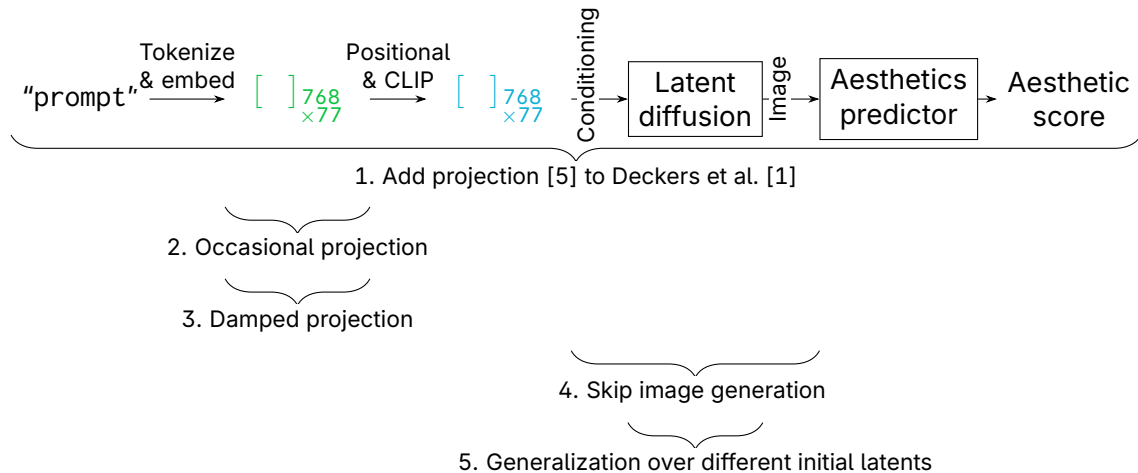 "prompt"
Tokenize
& embed
[ ]768
×77
Positional
& CLIP
[ ]768
×77
Conditioning
Latent
diffusion
Image
Aesthetics
predictor
Aesthetic
score
1. Add projection [5] to Deckers et al. [1]
2. Occasional projection
3. Damped projection
4. Skip image generation
5. Generalization over different initial latents